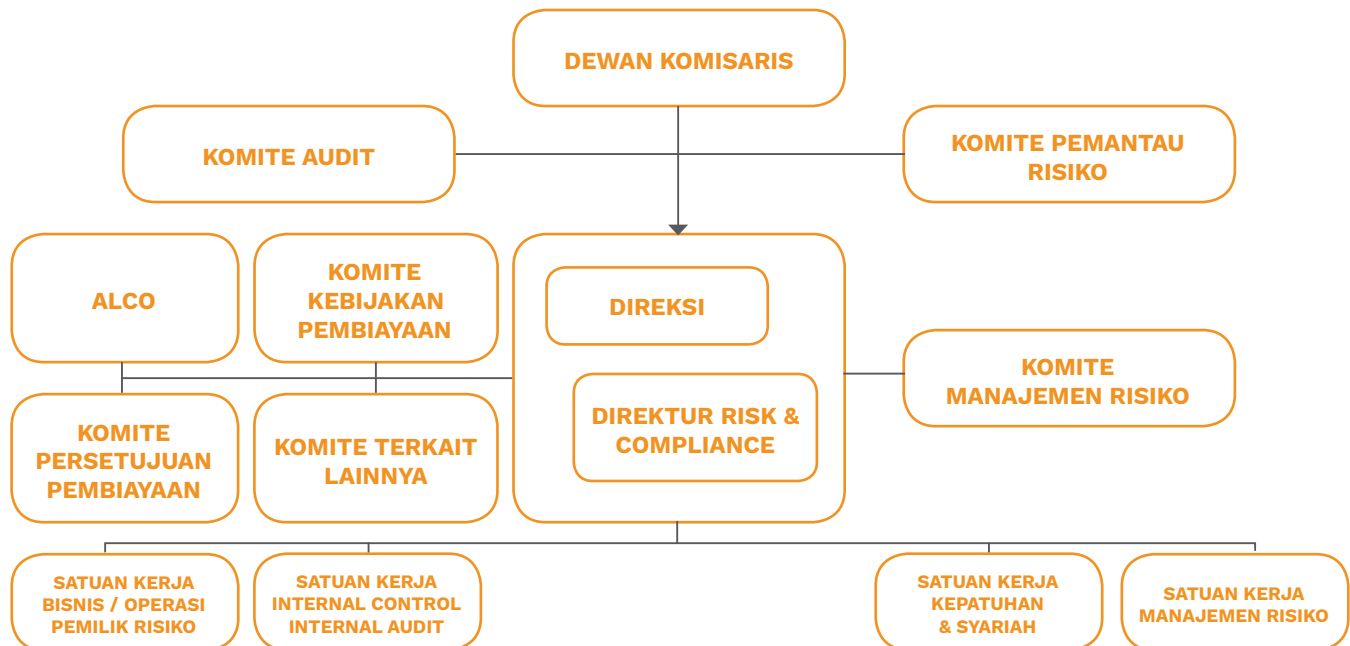 DEWAN KOMISARIS
KOMITE AUDIT
KOMITE PEMANTAU
RISIKO
ALCO
KOMITE
KEBIJAKAN
PEMBIAYAAN
DIREKSI
DIREKTUR RISK &
COMPLIANCE
KOMITE
MANAJEMEN RISIKO
KOMITE
PERSETUJUAN
PEMBIAYAAN
KOMITE TERKAIT
LAINNYA
SATUAN KERJA
BISNIS / OPERASI
PEMILIK RISIKO
SATUAN KERJA
INTERNAL CONTROL
INTERNAL AUDIT
SATUAN KERJA
KEPATUHAN
& SYARIAH
SATUAN KERJA
MANAJEMEN RISIKO